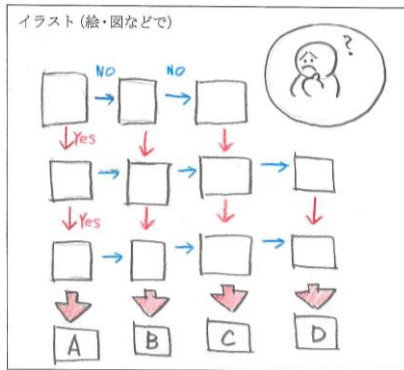 イラスト(絵・図などで)
?
NO NO
Yes
Yes
A B C D